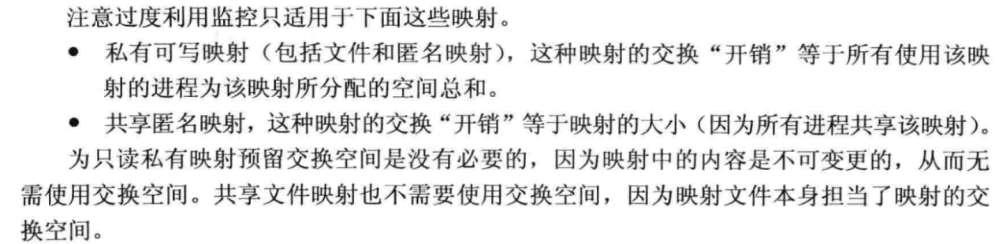 注意过度利用监控只适用于下面这些映射。
● 私有可写映射（包括文件和匿名映射），这种映射的交换“开销”等于所有使用该映
射的进程为该映射所分配的空间总和。
● 共享匿名映射，这种映射的交换“开销”等于映射的大小（因为所有进程共享该映射）。
为只读私有映射预留交换空间是没有必要的，因为映射中的内容是不可变更的，从而无
需使用交换空间。共享文件映射也不需要使用交换空间，因为映射文件本身担当了映射的交
换空间。